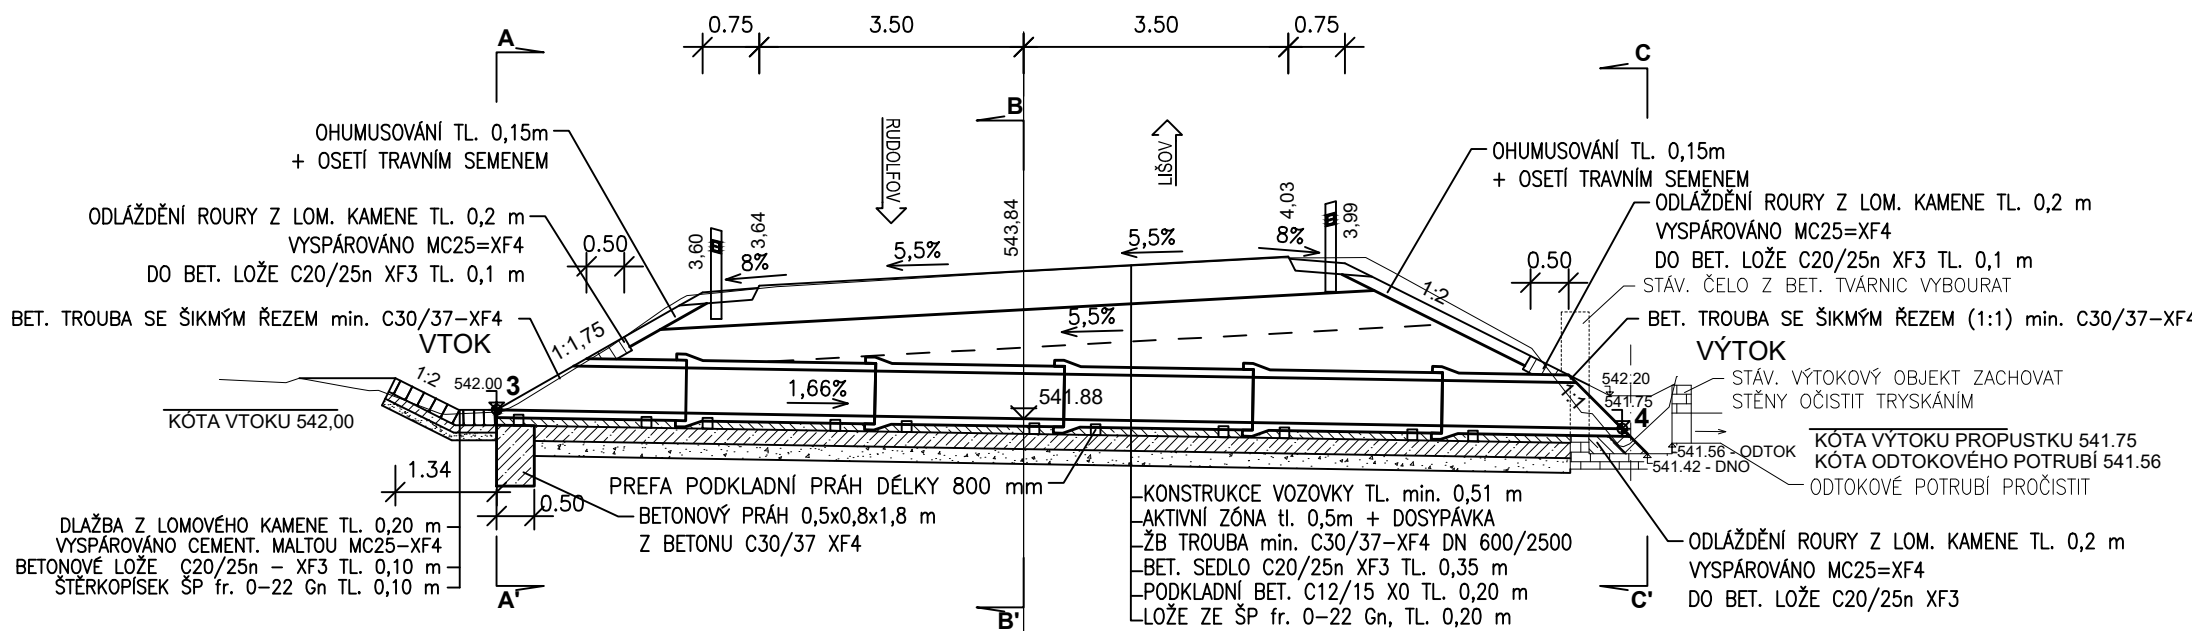 0.75
3.50
3.50
0.75
A
C
B
OHUMUSOVÁNÍ TL. 0,15m
+ OSETÍ TRAVNÍM SEMENEM
RUDOLFOV
LIŠOV
OHUMUSOVÁNÍ TL. 0,15m
+ OSETÍ TRAVNÍM SEMENEM
ODLÁŽDĚNÍ ROURY Z LOM. KAMENE TL. 0,2 m
VYSPÁROVÁNO MC25=XF4
DO BET. LOŽE C20/25n XF3 TL. 0,1 m
0.50
3,60
3,64
8%
5,5%
543,84
5,5%
8%
4,03
3,99
0.50
ODLÁŽDĚNÍ ROURY Z LOM. KAMENE TL. 0,2 m
VYSPÁROVÁNO MC25=XF4
DO BET. LOŽE C20/25n XF3 TL. 0,1 m
STÁV. ČELO Z BET. TVÁRNIC VYBOURAT
BET. TROUBA SE ŠIKMÝM ŘEZEM min. C30/37-XF4
BET. TROUBA SE ŠIKMÝM ŘEZEM (1:1) min. C30/37-XF4
VTOK
1:1,75
5,5%
1:2
VÝTOK
1:2
542.00
3
1,66%
541.88
1:1
542.20
541.75
4
STÁV. VÝTOKOVÝ OBJEKT ZACHOVAT
STĚNY OČISTIT TRYSKÁNÍM
KÓTA VTOKU 542,00
KÓTA VÝTOKU PROPUSTKU 541.75
KÓTA ODTOKOVÉHO POTRUBÍ 541.56
541.56 - ODTOK
541.42 - DNO
ODTOKOVÉ POTRUBÍ PROČISTIT
1.34
0.50
PREFA PODKLADNÍ PRÁH DÉLKY 800 mm
BETONOVÝ PRÁH 0,5x0,8x1,8 m
Z BETONU C30/37 XF4
DLAŽBA Z LOMOVÉHO KAMENE TL. 0,20 m
VYSPÁROVÁNO CEMENT. MALTOU MC25-XF4
BETONOVÉ LOŽE C20/25n - XF3 TL. 0,10 m
ŠTĚRKOPÍSEK ŠP fr. 0-22 Gn TL. 0,10 m
KONSTRUKCE VOZOVKY TL. min. 0,51 m
AKTIVNÍ ZÓNA tl. 0,5m + DOSYPÁVKA
ŽB TROUBA min. C30/37-XF4 DN 600/2500
BET. SEDLO C20/25n XF3 TL. 0,35 m
PODKLADNÍ BET. C12/15 X0 TL. 0,20 m
LOŽE ZE ŠP fr. 0-22 Gn, TL. 0,20 m
ODLÁŽDĚNÍ ROURY Z LOM. KAMENE TL. 0,2 m
VYSPÁROVÁNO MC25=XF4
DO BET. LOŽE C20/25n XF3
A'
B'
C'